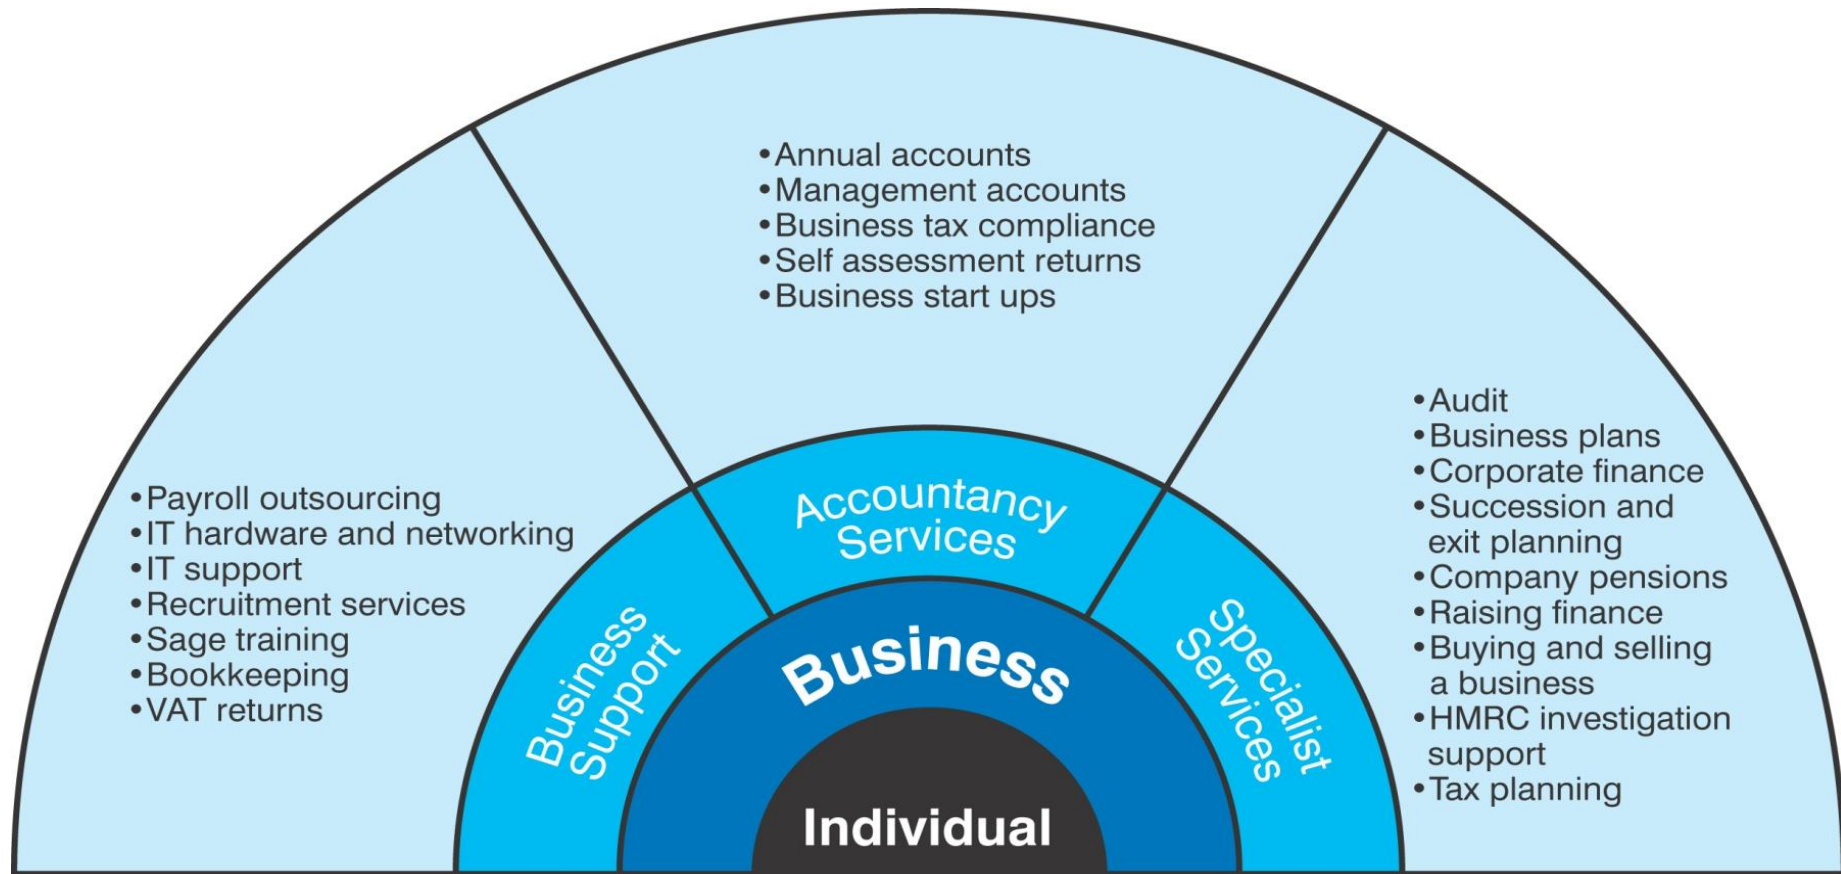 •Annual accounts
•Management accounts
•Business tax compliance
•Self assessment returns
•Business start ups
•Payroll outsourcing
•IT hardware and networking
•IT support
•Recruitment services
•Sage training
•Bookkeeping
•VAT returns
•Audit
•Business plans
•Corporate finance
•Succession and
exit planning
•Company pensions
•Raising finance
•Buying and selling
a business
•HMRC investigation
support
•Tax planning
Business
Support
Accountancy
Services
Specialist
Services
Business
Individual